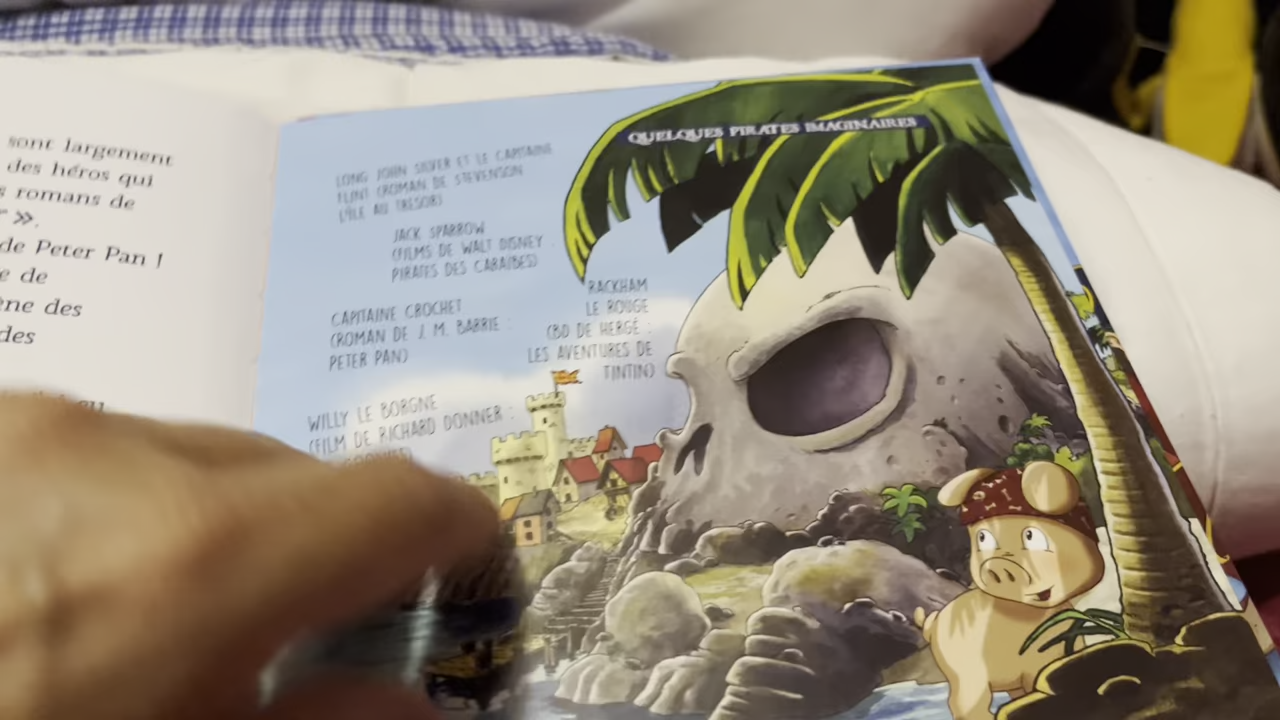 sont largement
des héros qui
romans de
».
de Peter Pan !
e de
ène des
des
QUELQUES PIRATES IMAGINAIRES
LONG JOHN SILVER ET LE CAPITAINE
FLINT (ROMAN DE STEVENSON
L'ÎLE AU TRÉSOR)
JACK SPARROW
(FILMS DE WALT DISNEY :
PIRATES DES CARAÏBES)
CAPITAINE CROCHET
(ROMAN DE J. M. BARRIE :
PETER PAN)
RACKHAM
LE ROUGE
(BD DE HERGÉ :
LES AVENTURES DE
TINTIN)
WILLY LE BORGNE
(FILM DE RICHARD DONNER :